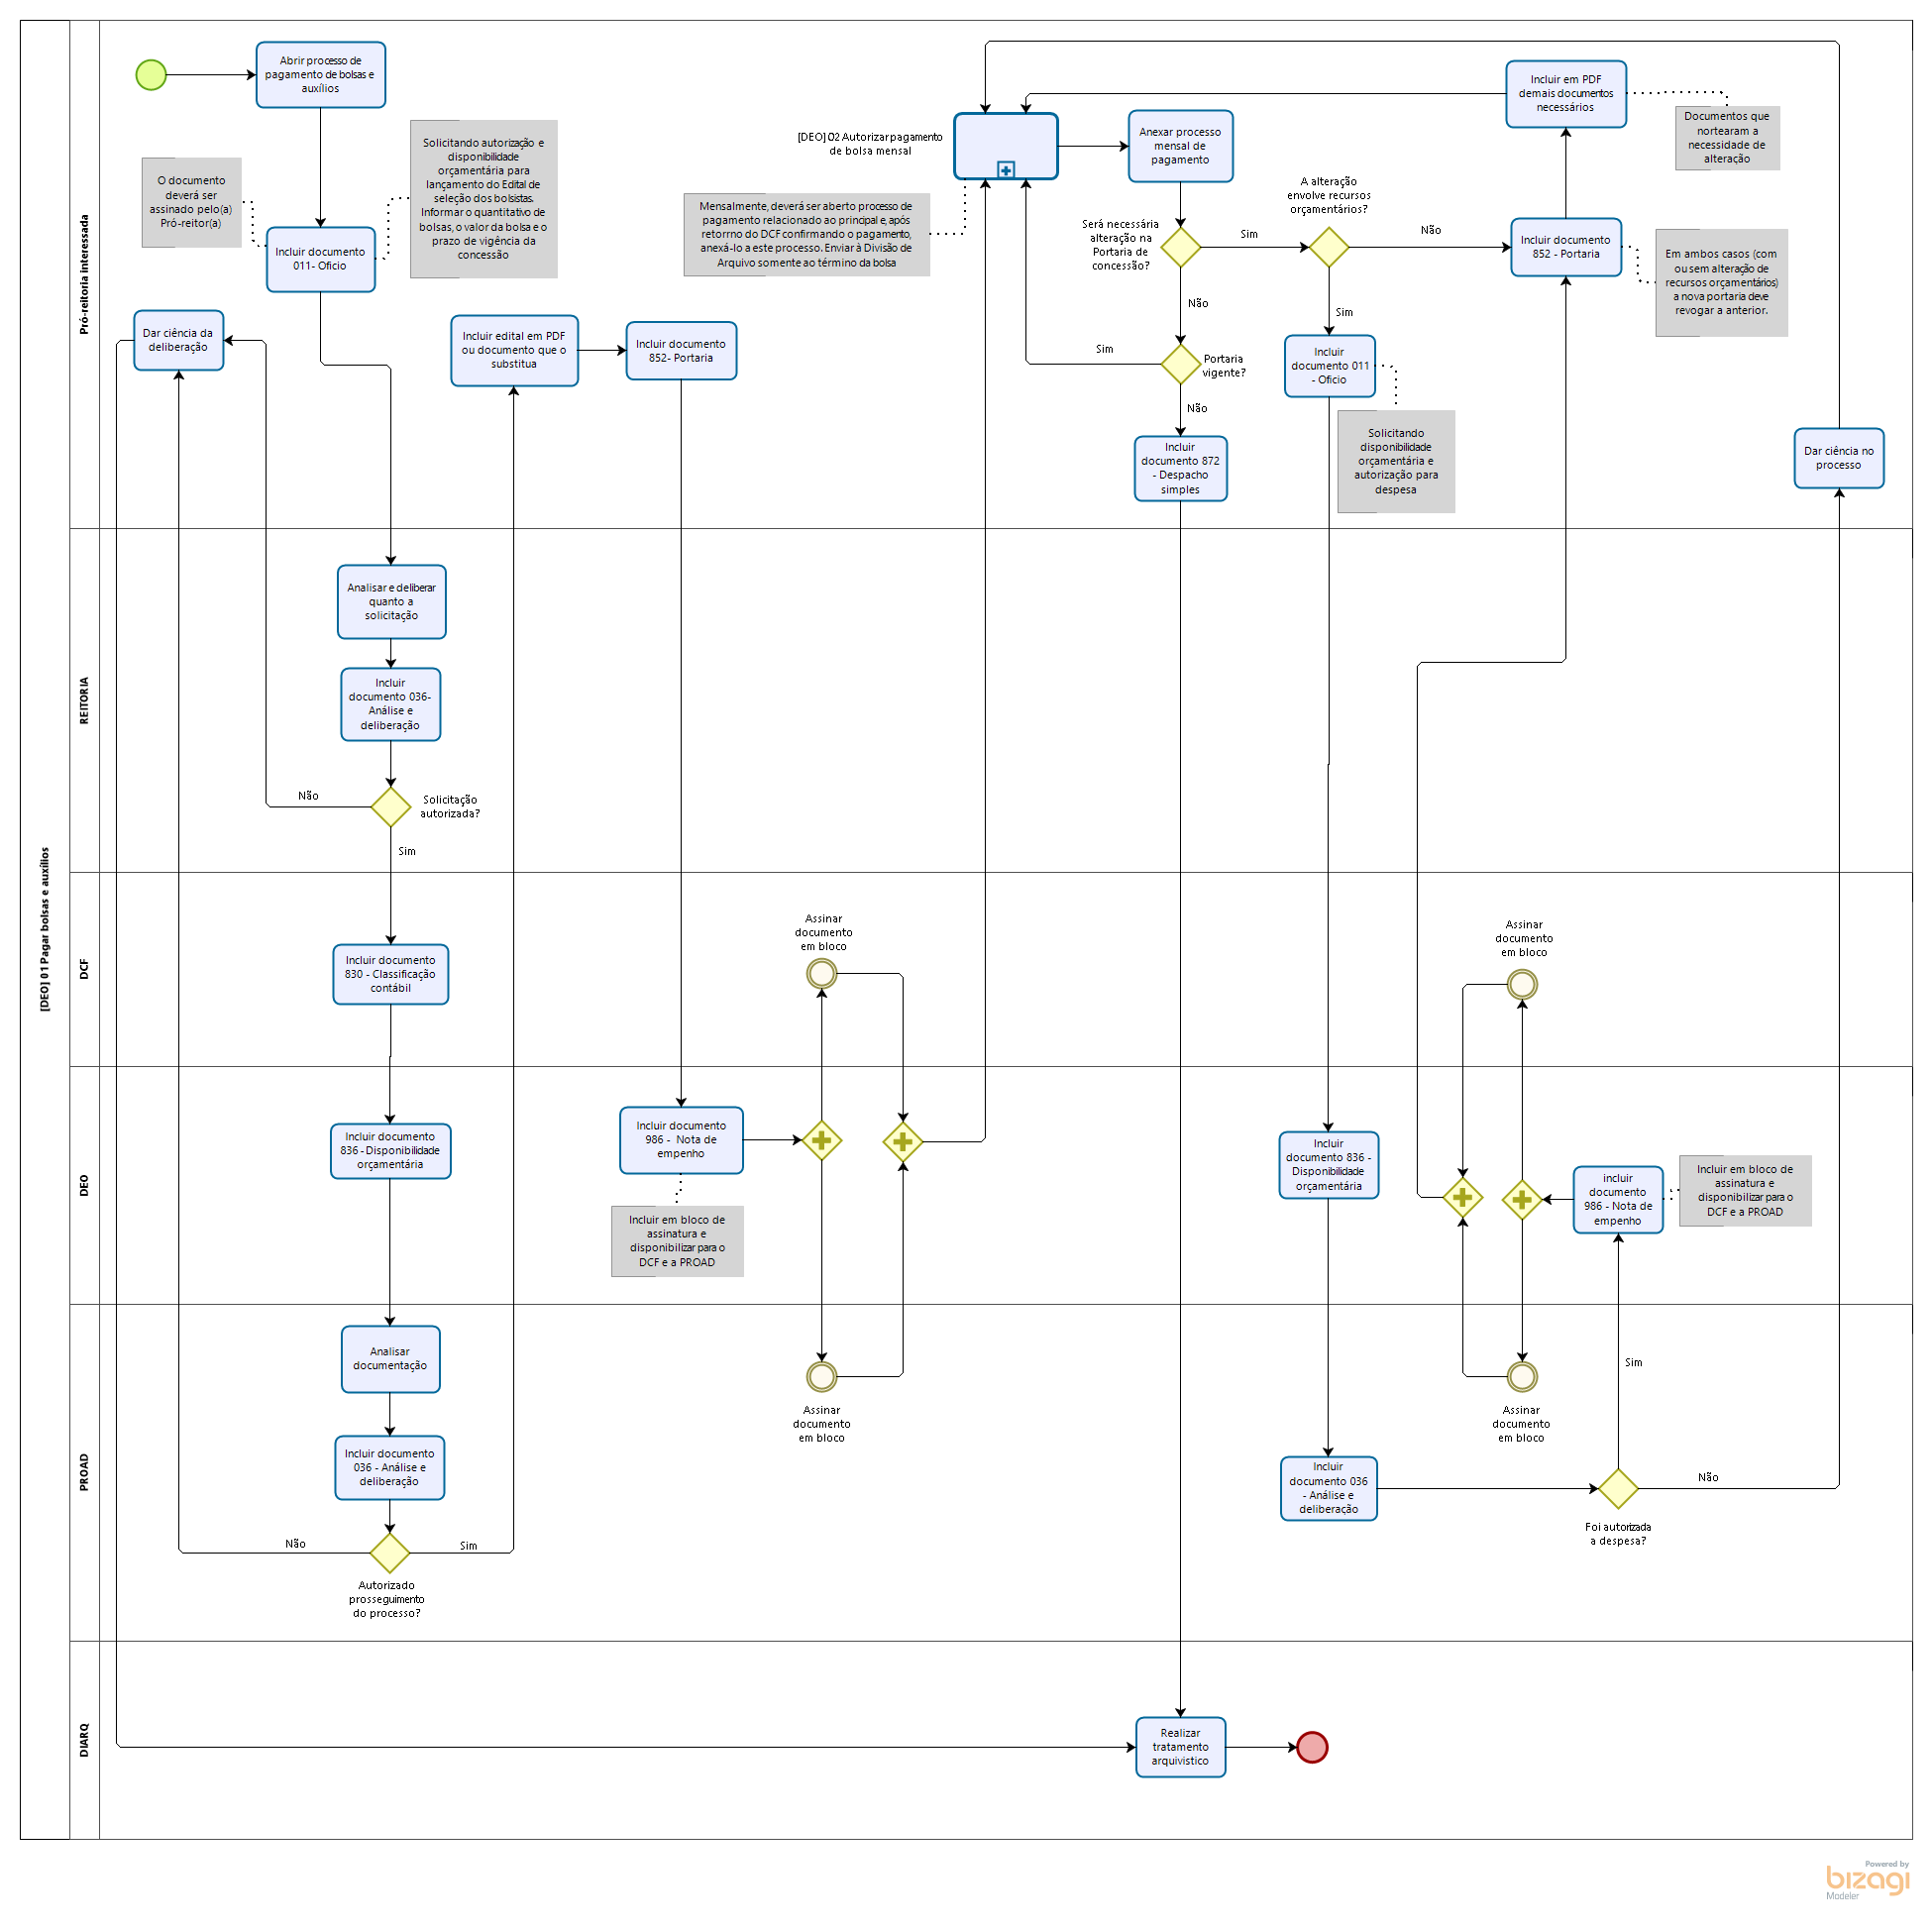 [DEO] 01 Pagar bolsas e auxílios
Pró-reitoria interessada
Abrir processo de
pagamento de bolsas e
auxílios
O documento
deverá ser
assinado pelo(a)
Pró-reitor(a)
Solicitando autorização e
disponibilidade
orçamentária para
lançamento do Edital de
seleção dos bolsistas.
Informar o quantitativo de
bolsas, o valor da bolsa e o
prazo de vigência da
concessão
Incluir documento
011- Oficio
Dar ciência da
deliberação
Incluir edital em PDF
ou documento que o
substitua
Incluir documento
852- Portaria
[DEO] 02 Autorizar pagamento
de bolsa mensal
Mensalmente, deverá ser aberto processo de
pagamento relacionado ao principal e, após
retorrno do DCF confirmando o pagamento,
anexá-lo a este processo. Enviar à Divisão de
Arquivo somente ao término da bolsa
Anexar processo
mensal de
pagamento
Será necessária
alteração na
Portaria de
concessão?
Sim
Não
A alteração
envolve recursos
orçamentários?
Não
Sim
Portaria
vigente?
Sim
Não
Incluir
documento 872
- Despacho
simples
Incluir
documento 011
- Oficio
Solicitando
disponibilidade
orçamentária e
autorização para
despesa
Incluir em PDF
demais documentos
necessários
Documentos que
nortearam a
necessidade de
alteração
Incluir documento
852 - Portaria
Em ambos casos (com
ou sem alteração de
recursos orçamentários)
a nova portaria deve
revogar a anterior.
Dar ciência no
processo
REITORIA
Analisar e deliberar
quanto a
solicitação
Incluir
documento 036-
Análise e
deliberação
Não
Solicitação
autorizada?
Sim
DCF
Incluir documento
830 - Classificação
contábil
Assinar
documento
em bloco
Assinar
documento
em bloco
DEO
Incluir documento
836 - Disponibilidade
orçamentária
Incluir documento
986 - Nota de
empenho
Incluir em bloco de
assinatura e
disponibilizar para o
DCF e a PROAD
Incluir
documento 836 -
Disponibilidade
orçamentária
incluir
documento
986 - Nota de
empenho
Incluir em bloco de
assinatura e
disponibilizar para o
DCF e a PROAD
PROAD
Analisar
documentação
Incluir documento
036 - Análise e
deliberação
Não
Sim
Autorizado
prosseguimento
do processo?
Assinar
documento
em bloco
Incluir
documento 036
- Análise e
deliberação
Assinar
documento
em bloco
Sim
Não
Foi autorizada
a despesa?
DIARQ
Realizar
tratamento
arquivistico
Powered by
bizagi
Modeler